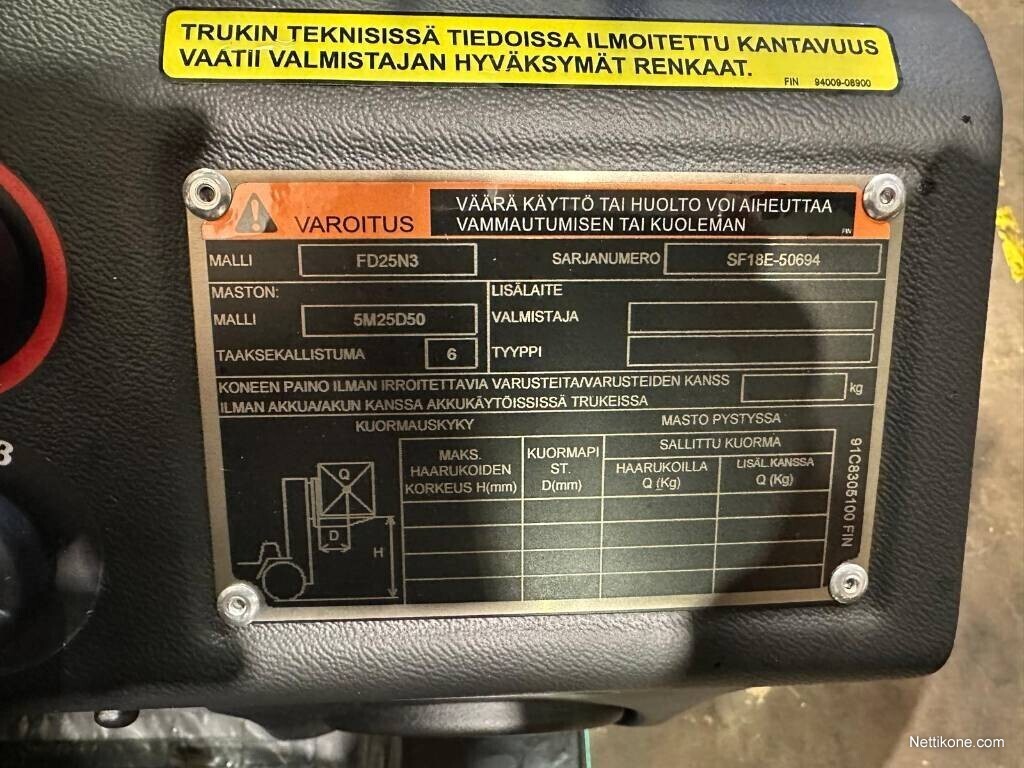 TRUKIN TEKNISISSÄ TIEDOISSA ILMOITETTU KANTAVUUS
VAATII VALMISTAJAN HYVÄKSYMÄT RENKAAT.
FIN 94009-08900
VAROITUS
VÄÄRÄ KÄYTTÖ TAI HUOLTO VOI AIHEUTTAA
VAMMAUTUMISEN TAI KUOLEMAN
FIN
MALLI FD25N3 SARJANUMERO SF18E-50694
MASTON: LISÄLAITE
MALLI 5M25D50 VALMISTAJA
TAAKSEKALLISTUMA 6 TYYPPI
KONEEN PAINO ILMAN IRROITETTAVIA VARUSTEITA/VARUSTEIDEN KANSS kg
ILMAN AKKUA/AKUN KANSSA AKKUKÄYTÖISSISSÄ TRUKEISSA
KUORMAUSKYKY MASTO PYSTYSSA
MAKS.
HAARUKOIDEN
KORKEUS H(mm)
KUORMAPI
ST.
D(mm)
SALLITTU KUORMA
HAARUKOILLA
Q (Kg)
LISÄL.KANSSA
Q (Kg)
Q
D
H
91C8305100 FIN
3
Nettikone.com